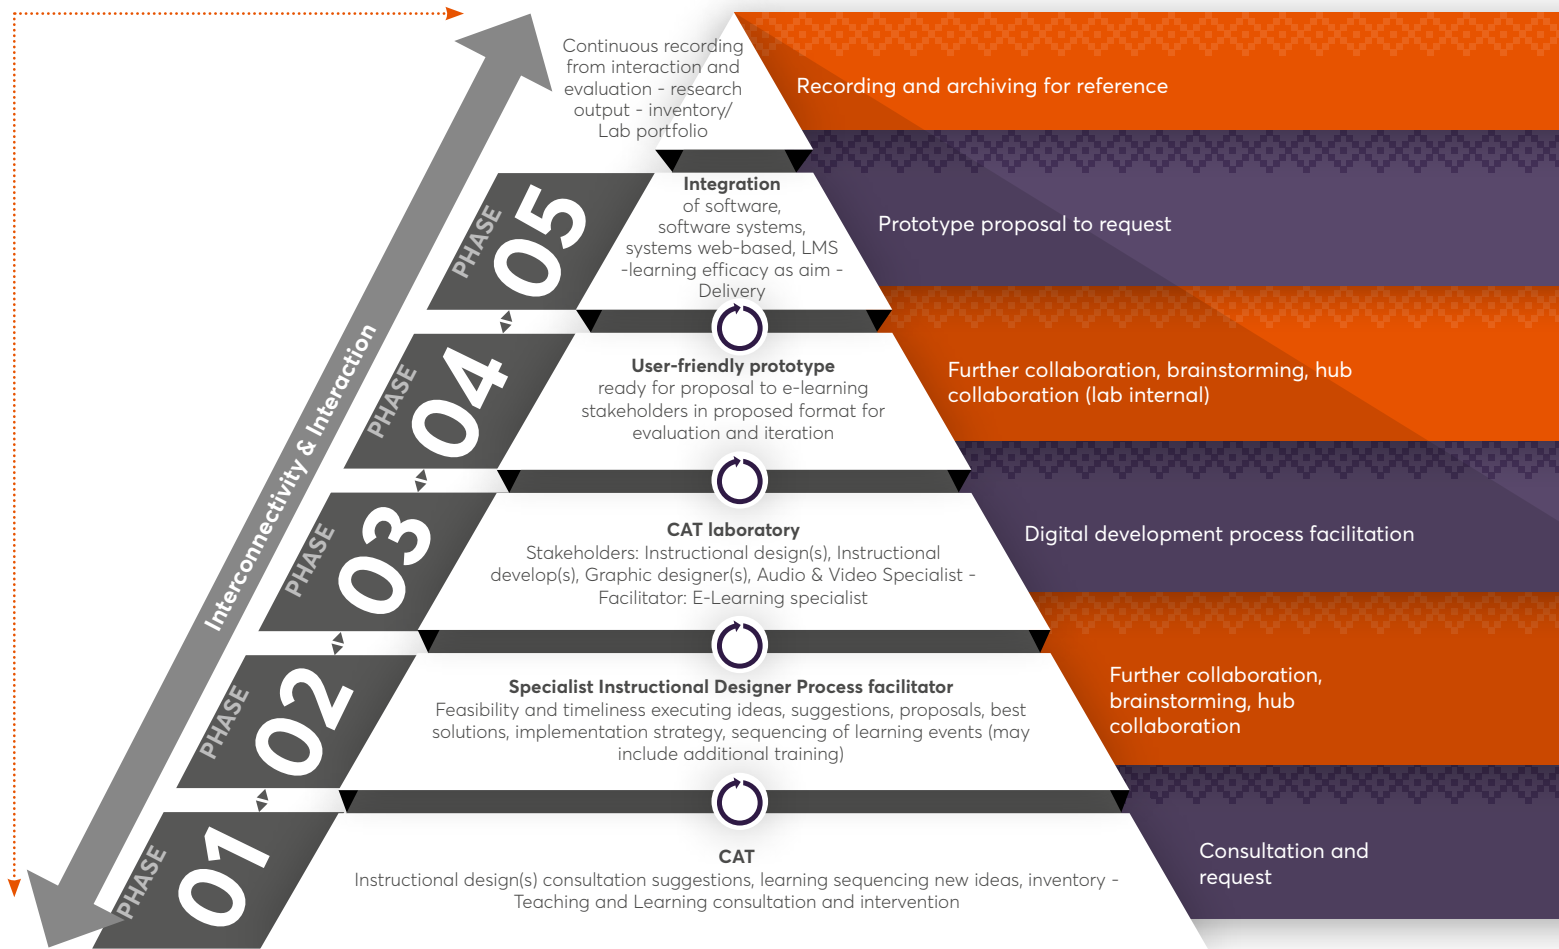 Continuous recording
from interaction and
evaluation - research
output - inventory/
Lab portfolio
Recording and archiving for reference
PHASE
05
Integration
of software,
software systems,
systems web-based, LMS
-learning efficacy as aim -
Delivery
Prototype proposal to request
PHASE
04
User-friendly prototype
ready for proposal to e-learning
stakeholders in proposed format for
evaluation and iteration
Further collaboration, brainstorming, hub
collaboration (lab internal)
Interconnectivity & Interaction
PHASE
03
CAT laboratory
Stakeholders: Instructional design(s), Instructional
develop(s), Graphic designer(s), Audio & Video Specialist -
Facilitator: E-Learning specialist
Digital development process facilitation
PHASE
02
Specialist Instructional Designer Process facilitator
Feasibility and timeliness executing ideas, suggestions, proposals, best
solutions, implementation strategy, sequencing of learning events (may
include additional training)
Further collaboration,
brainstorming, hub
collaboration
PHASE
01
CAT
Instructional design(s) consultation suggestions, learning sequencing new ideas, inventory -
Teaching and Learning consultation and intervention
Consultation and
request